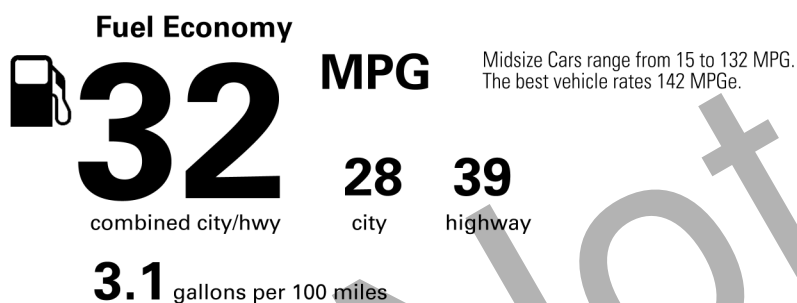 Fuel Economy
32 MPG
Midsize Cars range from 15 to 132 MPG.
The best vehicle rates 142 MPGe.
28 39
combined city/hwy city highway
3.1 gallons per 100 miles